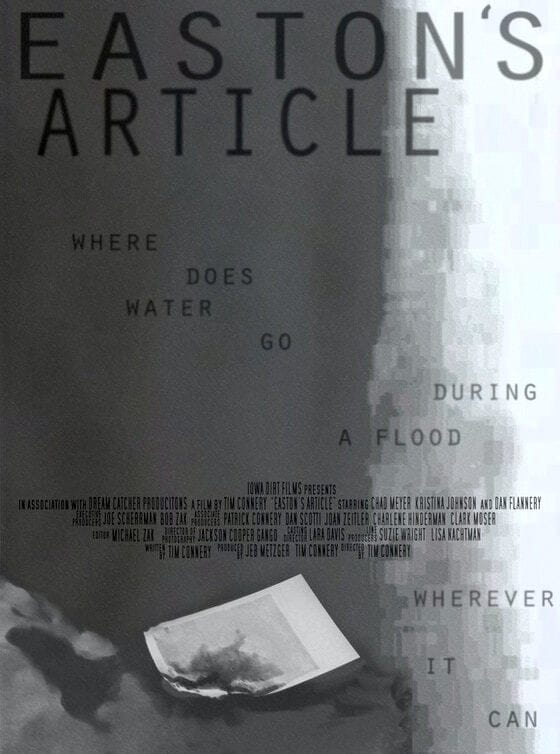 EASTON'S
ARTICLE
WHERE
DOES
WATER
GO
DURING
A FLOOD
IOWA DIRT FILMS PRESENTS
IN ASSOCIATION WITH DREAM CATCHER PRODUCITONS A FILM BY TIM CONNERY "EASTON'S ARTICLE" STARRING CHAD MEYER KRISTINA JOHNSON AND DAN FLANNERY
EXECUTIVE PRODUCERS JOE SCHERRMAN BOB ZAK ASSOCIATE PRODUCERS PATRICK CONNERY DAN SCOTTI JOAN ZEITLER CHARLENE HINDERMAN CLARK MOSER
EDITOR MICHAEL ZAK DIRECTOR OF PHOTOGRAPHY JACKSON COOPER GANGO CASTING DIRECTOR LARA DAVIS LINE PRODUCERS SUZIE WRIGHT LISA NACHTMAN
WRITTEN BY TIM CONNERY PRODUCED BY JEB METZGER TIM CONNERY DIRECTED BY TIM CONNERY
WHEREVER
IT
CAN